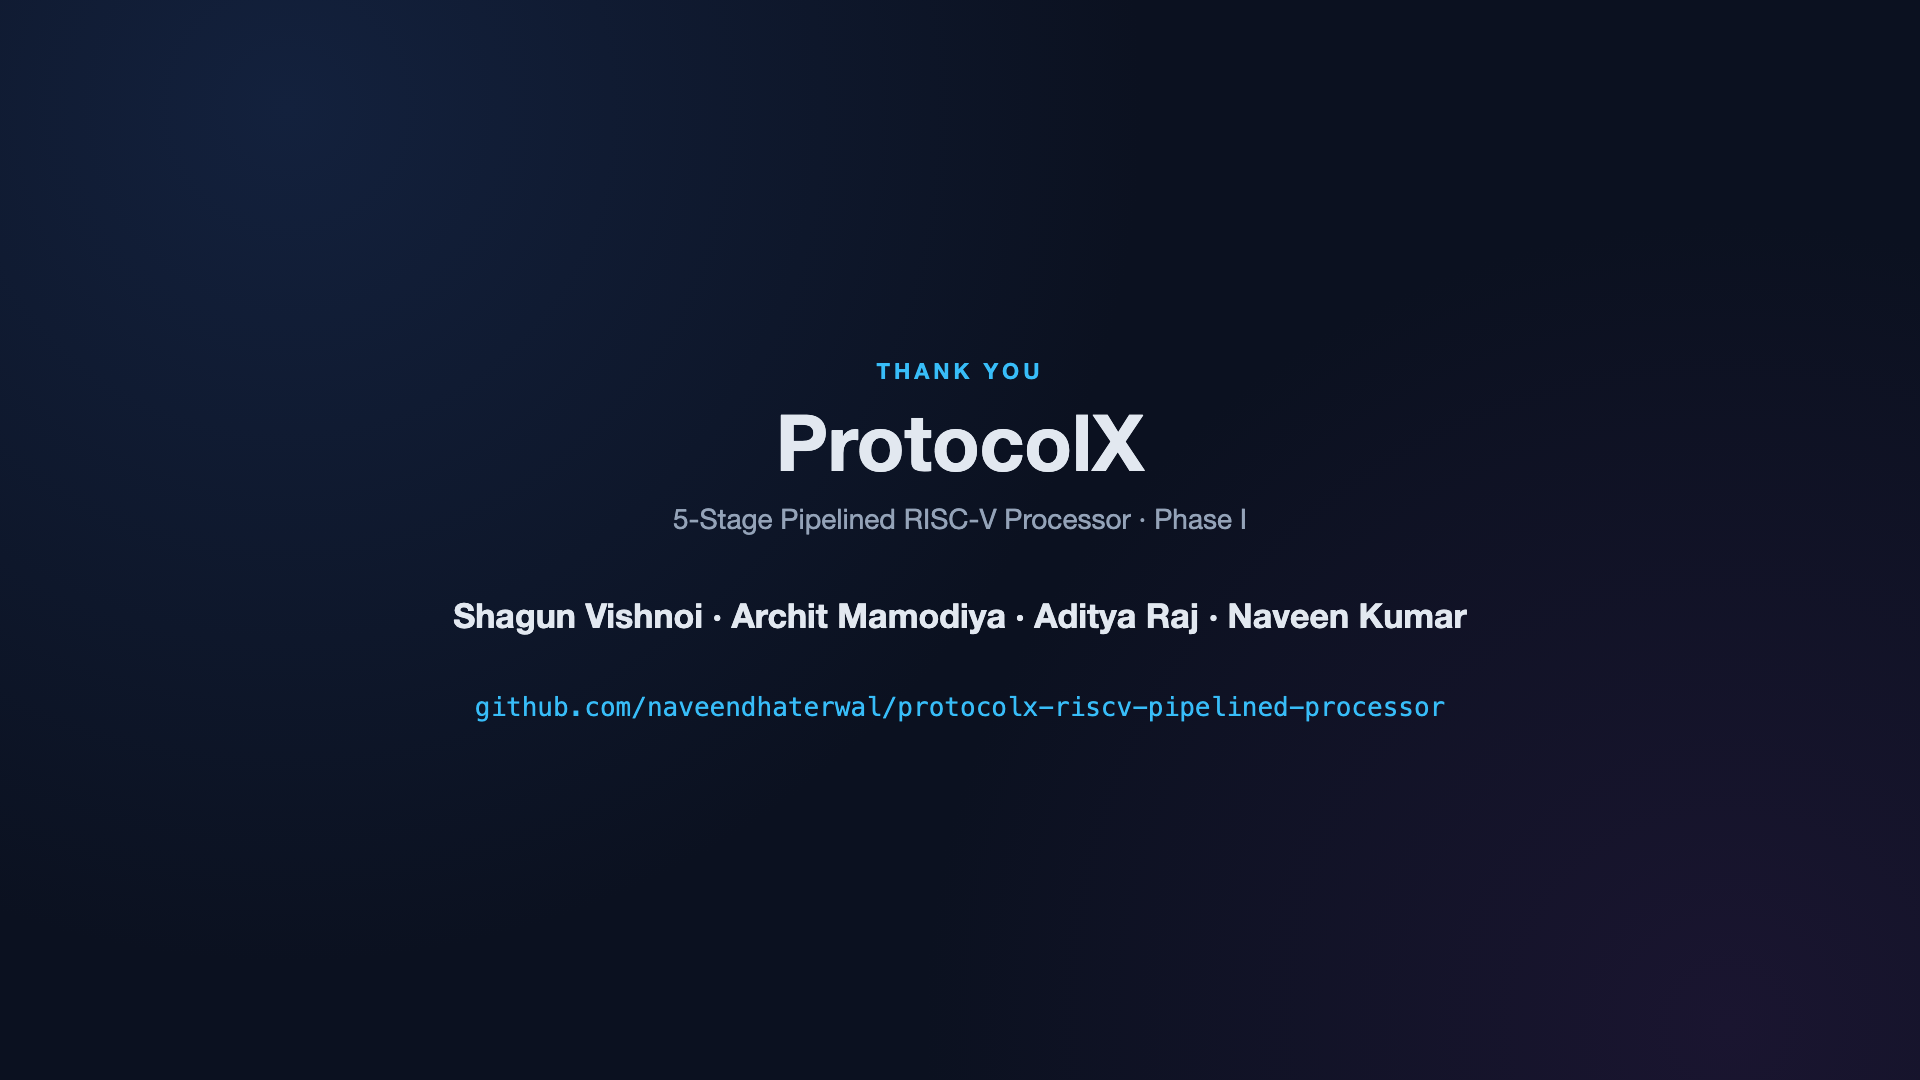 THANK YOU
ProtocolX
5-Stage Pipelined RISC-V Processor · Phase I
Shagun Vishnoi · Archit Mamodiya · Aditya Raj · Naveen Kumar
github.com/naveendhaterwal/protocolx-riscv-pipelined-processor